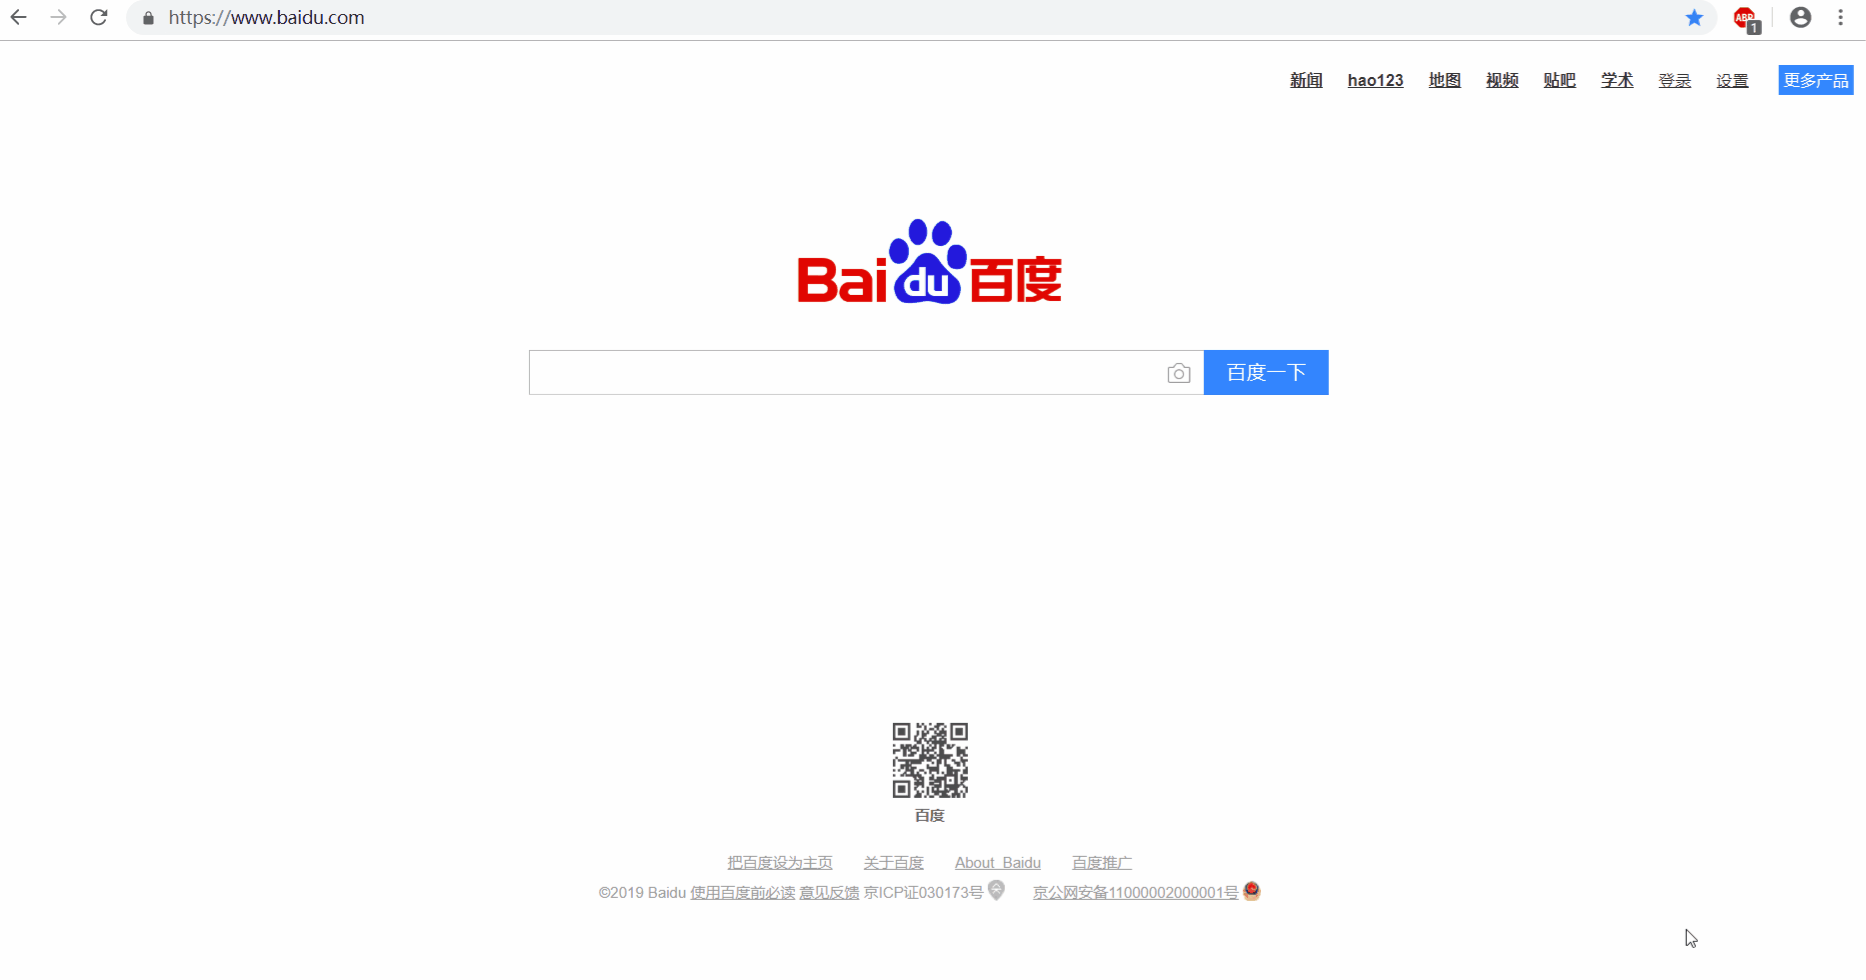 https://www.baidu.com
ABP
1
新闻 hao123 地图 视频 贴吧 学术 登录 设置 更多产品
Bai du 百度
百度一下
百度
把百度设为主页 关于百度 About Baidu 百度推广
©2019 Baidu 使用百度前必读 意见反馈 京ICP证030173号 京公网安备11000002000001号